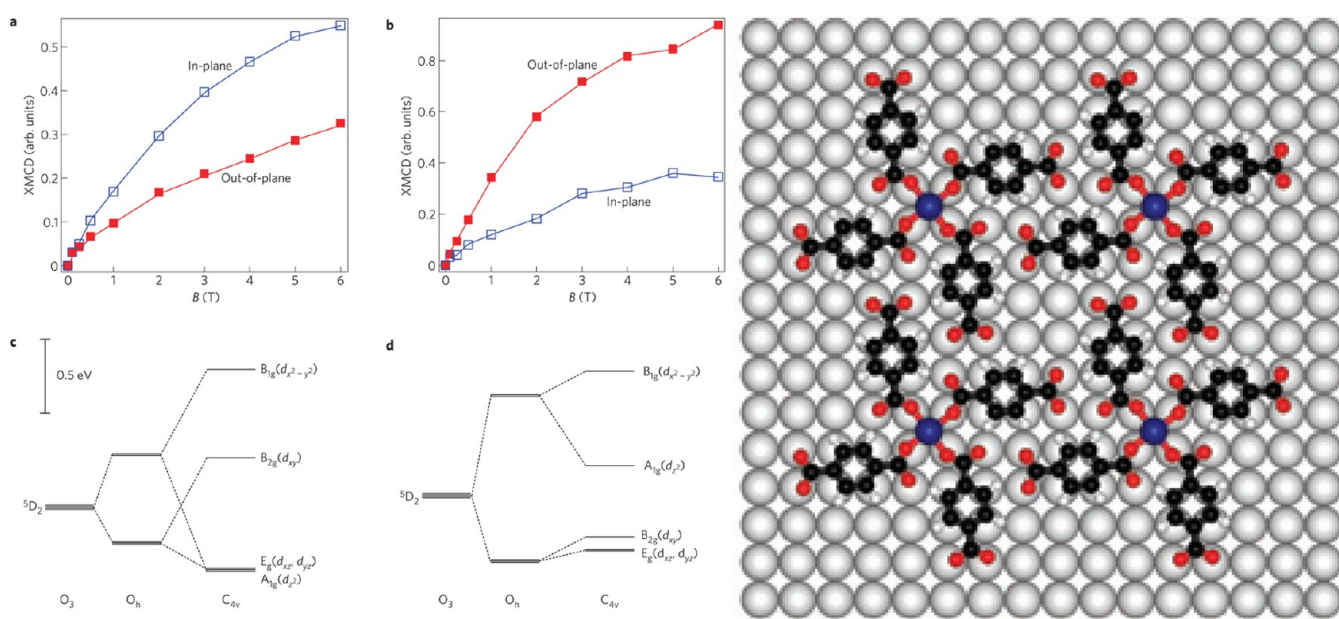 a
XMCD (arb. units)
0.5
0.4
0.3
0.2
0.1
0
In-plane
Out-of-plane
0 1 2 3 4 5 6
B (T)
b
XMCD (arb. units)
0.8
0.6
0.4
0.2
0
Out-of-plane
In-plane
0 1 2 3 4 5 6
B (T)
c
0.5 eV
B1g(dx2 – y2)
B2g(dxy)
5D2
Eg(dxz, dyz)
A1g(dz2)
O3 Oh C4v
d
B1g(dx2 – y2)
A1g(dz2)
5D2
B2g(dxy)
Eg(dxz, dyz)
O3 Oh C4v